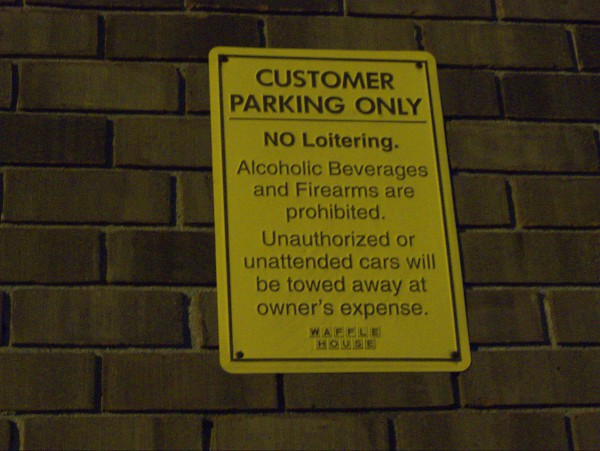 CUSTOMER
PARKING ONLY
NO Loitering.
Alcoholic Beverages
and Firearms are
prohibited.
Unauthorized or
unattended cars will
be towed away at
owner's expense.
WAFFLE
HOUSE